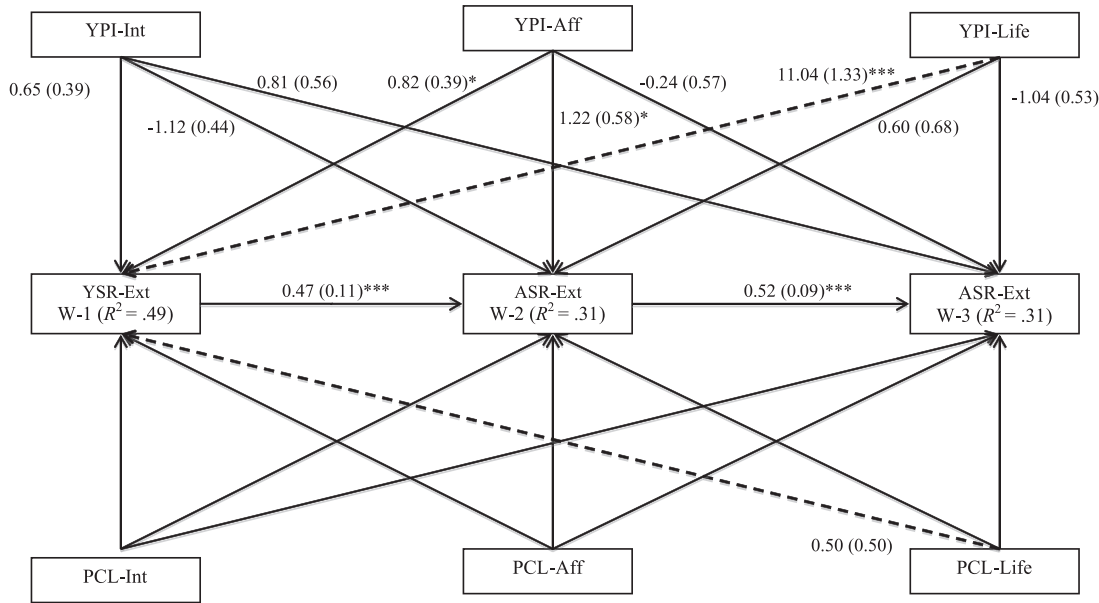 YPI-Int
YPI-Aff
YPI-Life
0.65 (0.39)
0.81 (0.56)
0.82 (0.39)*
-0.24 (0.57)
11.04 (1.33)***
-1.04 (0.53)
-1.12 (0.44)
1.22 (0.58)*
0.60 (0.68)
YSR-Ext
W-1 (R² = .49)
0.47 (0.11)***
ASR-Ext
W-2 (R² = .31)
0.52 (0.09)***
ASR-Ext
W-3 (R² = .31)
0.50 (0.50)
PCL-Int
PCL-Aff
PCL-Life